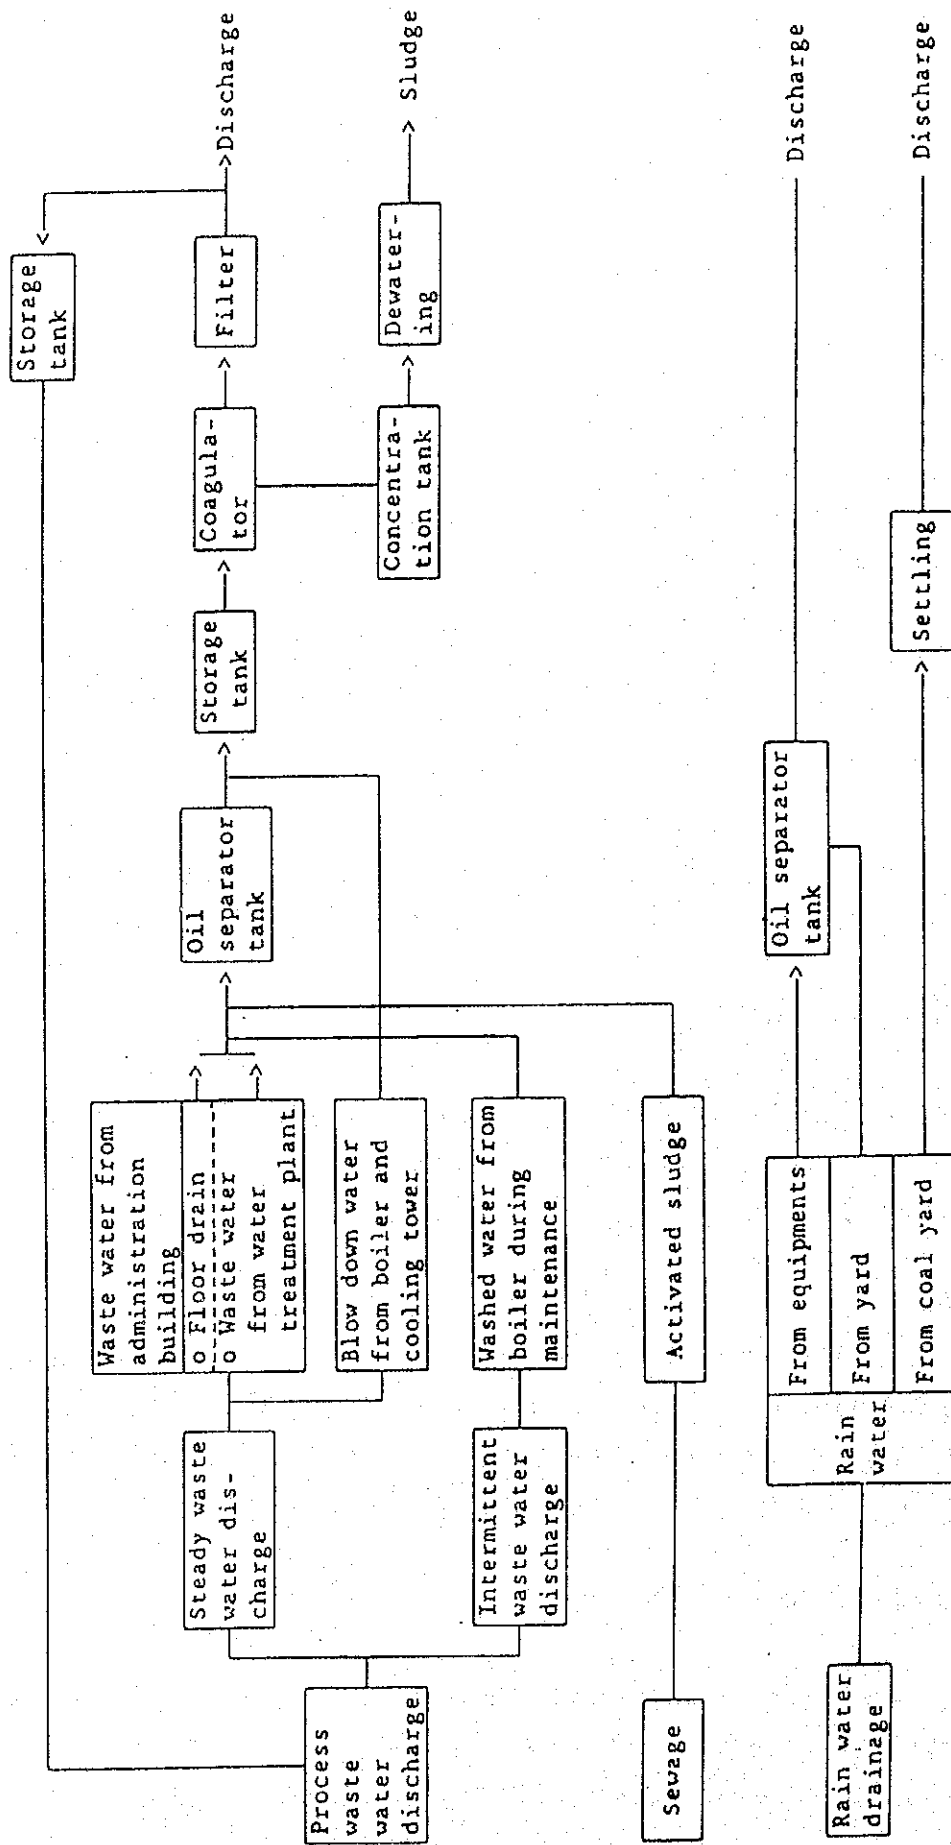 Storage
tank
Process
waste
water
discharge
Steady waste
water dis-
charge
Waste water from
administration
building
o Floor drain
o Waste water
from water
treatment plant
Oil
separator
tank
Storage
tank
Coagula-
tor
Filter
Discharge
Blow down water
from boiler and
cooling tower
Concentra-
tion tank
Dewater-
ing
Sludge
Intermittent
waste water
discharge
Washed water from
boiler during
maintenance
Sewage
Activated sludge
Rain water
drainage
Rain
water
From equipments
From yard
From coal yard
Oil separator
tank
Discharge
Settling
Discharge